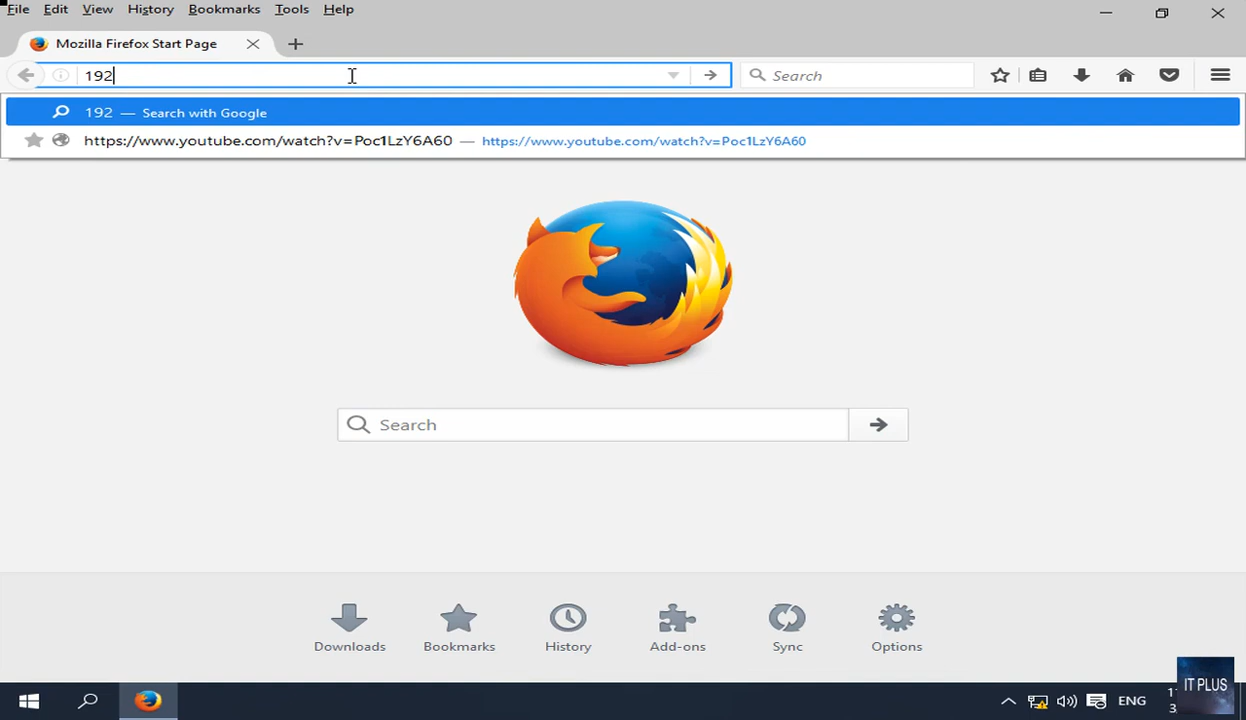 File Edit View History Bookmarks Tools Help
Mozilla Firefox Start Page
192
Search
192 — Search with Google
https://www.youtube.com/watch?v=Poc1LzY6A60 — https://www.youtube.com/watch?v=Poc1LzY6A60
Search
Downloads Bookmarks History Add-ons Sync Options
IT PLUS
ENG